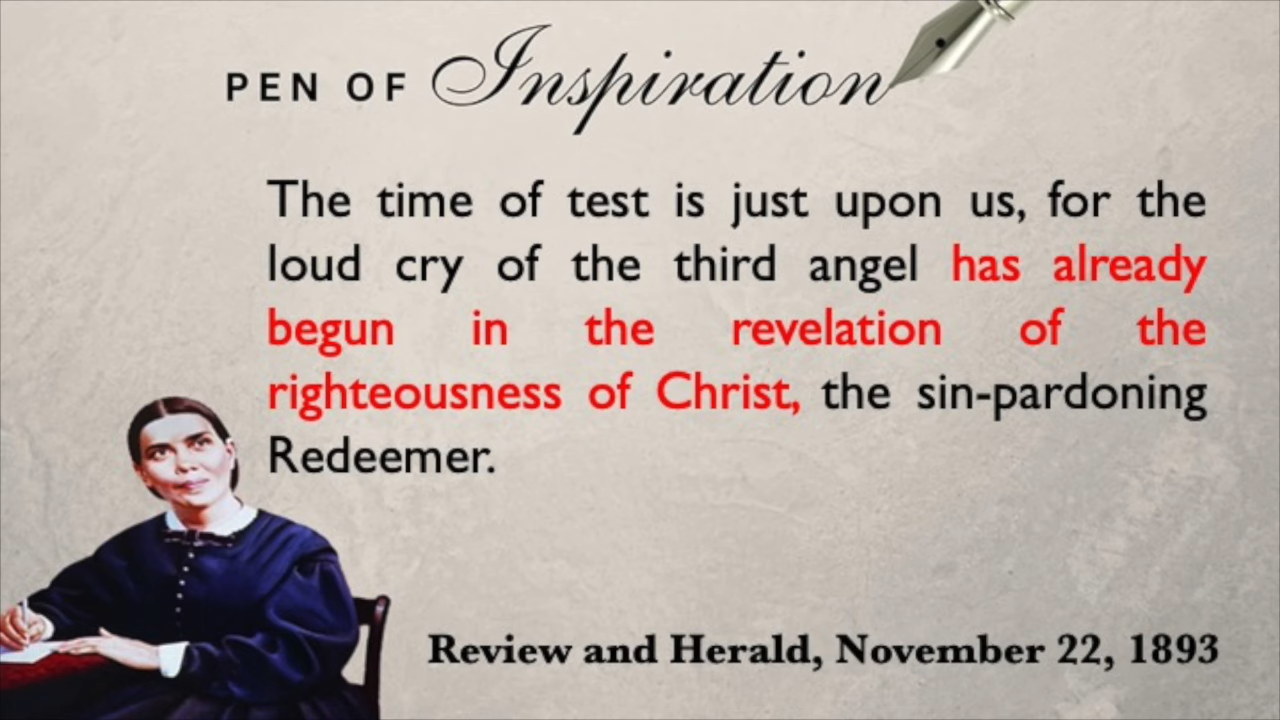 PEN OF Inspiration
The time of test is just upon us, for the
loud cry of the third angel has already
begun in the revelation of the
righteousness of Christ, the sin-pardoning
Redeemer.
Review and Herald, November 22, 1893